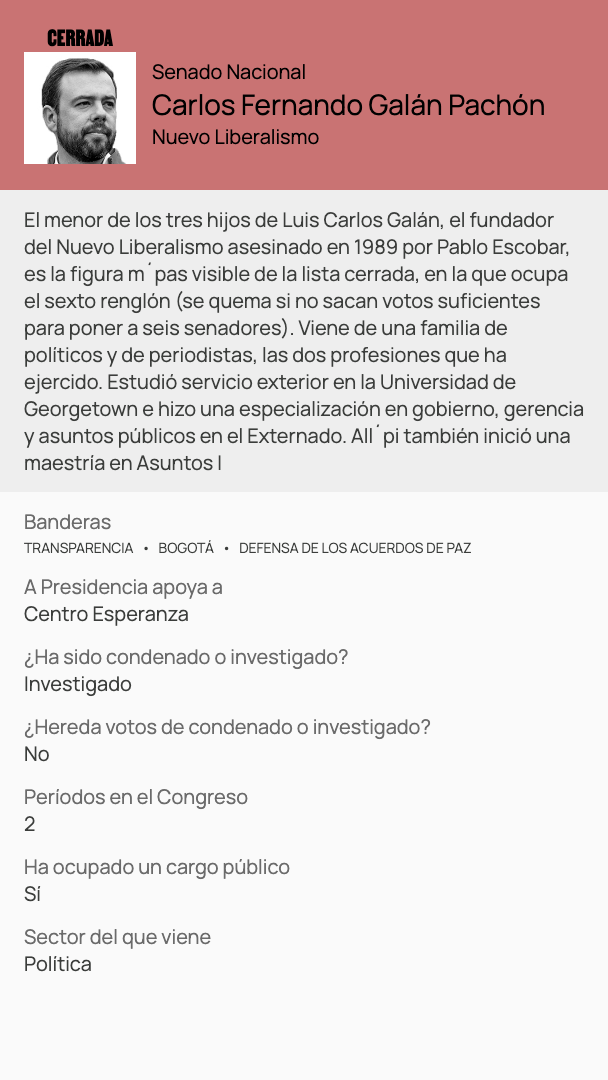 CERRADA
Senado Nacional
Carlos Fernando Galán Pachón
Nuevo Liberalismo
El menor de los tres hijos de Luis Carlos Galán, el fundador
del Nuevo Liberalismo asesinado en 1989 por Pablo Escobar,
es la figura m´pas visible de la lista cerrada, en la que ocupa
el sexto renglón (se quema si no sacan votos suficientes
para poner a seis senadores). Viene de una familia de
políticos y de periodistas, las dos profesiones que ha
ejercido. Estudió servicio exterior en la Universidad de
Georgetown e hizo una especialización en gobierno, gerencia
y asuntos públicos en el Externado. All´pi también inició una
maestría en Asuntos I
Banderas
TRANSPARENCIA • BOGOTÁ • DEFENSA DE LOS ACUERDOS DE PAZ
A Presidencia apoya a
Centro Esperanza
¿Ha sido condenado o investigado?
Investigado
¿Hereda votos de condenado o investigado?
No
Períodos en el Congreso
2
Ha ocupado un cargo público
Sí
Sector del que viene
Política